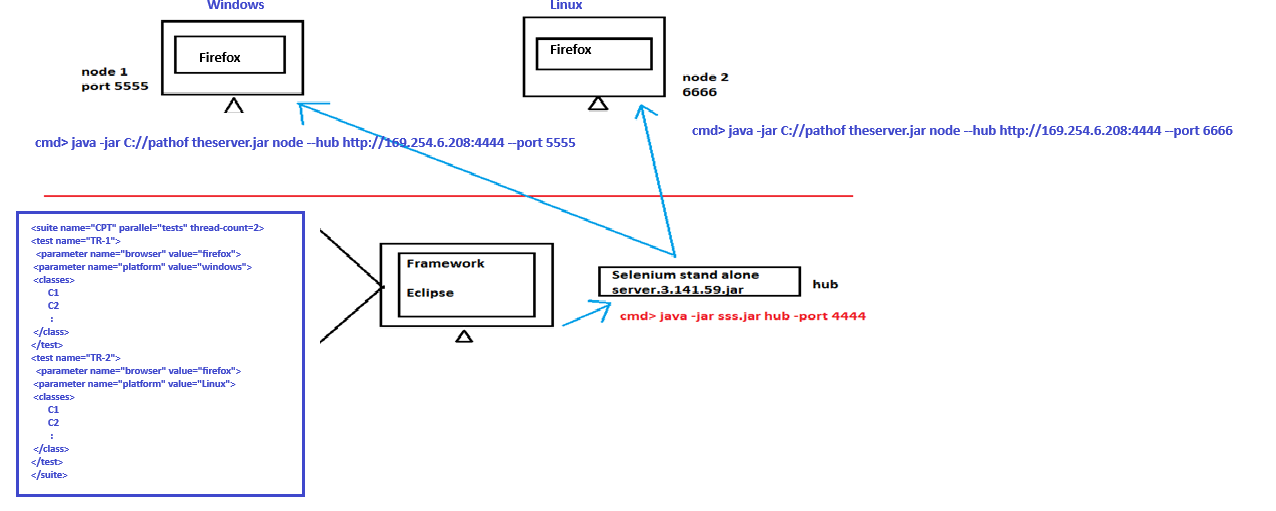 Windows
Linux
Firefox
Firefox
node 1
port 5555
node 2
6666
cmd> java -jar C://pathof theserver.jar node --hub http://169.254.6.208:4444 --port 5555
cmd> java -jar C://pathof theserver.jar node --hub http://169.254.6.208:4444 --port 6666
<suite name="CPT" parallel="tests" thread-count=2>
<test name="TR-1">
<parameter name="browser" value="firefox">
<parameter name="platform" value="windows">
<classes>
C1
C2
:
</class>
</test>
<test name="TR-2">
<parameter name="browser" value="firefox">
<parameter name="platform" value="Linux">
<classes>
C1
C2
:
</class>
</test>
</suite>
Framework
Eclipse
Selenium stand alone
server.3.141.59.jar
hub
cmd> java -jar sss.jar hub -port 4444